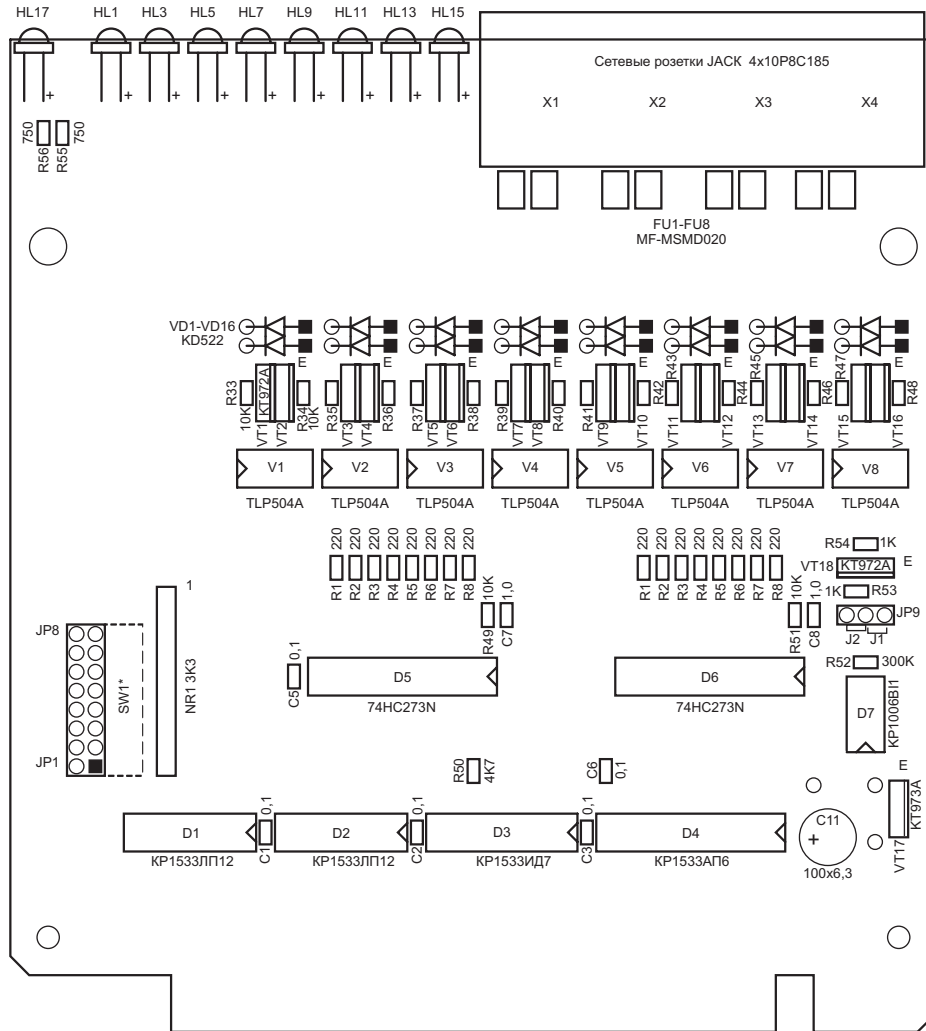 HL17 HL1 HL3 HL5 HL7 HL9 HL11 HL13 HL15
Сетевые розетки JACK 4x10P8C185
X1 X2 X3 X4
+ + + + + + + + +
750 R56 R55 750
FU1-FU8
MF-MSMD020
VD1-VD16
KD522
E E E E E E E E
R33 10K KT972A R34 10K R35 R36 R37 R38 R39 R40 R41 R42 R43 R44 R45 R46 R47 R48
VT1 VT2 VT3 VT4 VT5 VT6 VT7 VT8 VT9 VT10 VT11 VT12 VT13 VT14 VT15 VT16
V1 V2 V3 V4 V5 V6 V7 V8
TLP504A TLP504A TLP504A TLP504A TLP504A TLP504A TLP504A TLP504A
220 220 220 220 220 220 220 220
R1 R2 R3 R4 R5 R6 R7 R8
220 220 220 220 220 220 220 220
R1 R2 R3 R4 R5 R6 R7 R8
R54 1K
VT18 KT972A E
1K R53
JP9
J2 J1
R49 10K C7 1,0
R51 10K C8 1,0
R52 300K
1
JP8
SW1*
NR1 3K3
JP1
C5 0,1
D5
74HC273N
D6
74HC273N
D7
KP1006ВІ1
R50 4K7
C6 0,1
E
KT973A
VT17
D1
КР1533ЛП12
C1 0,1
D2
КР1533ЛП12
C2 0,1
D3
КР1533ИД7
C3 0,1
D4
КР1533АП6
C11
+
100x6,3